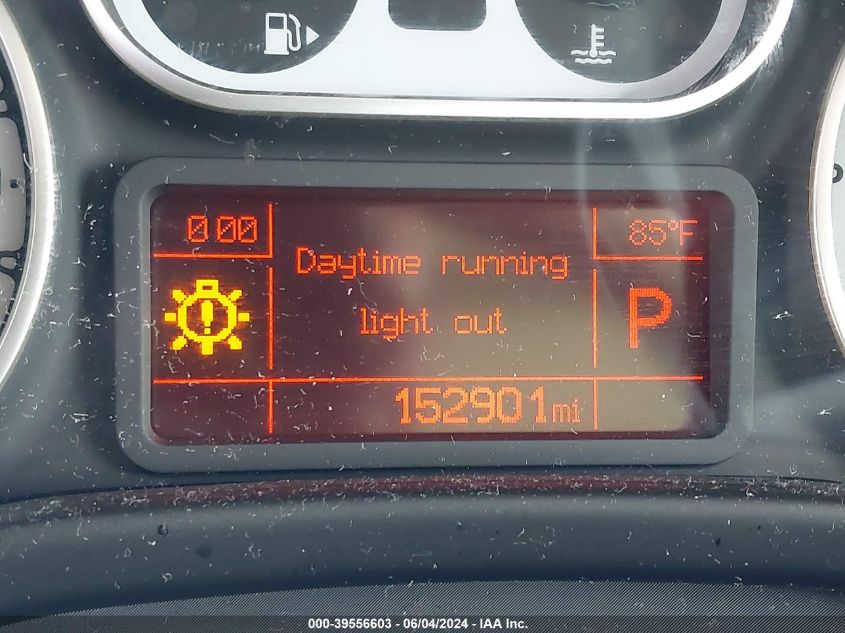 0:00
85°F
Daytime running
light out
P
152901mi
000-39556603 - 06/04/2024 - IAA Inc.